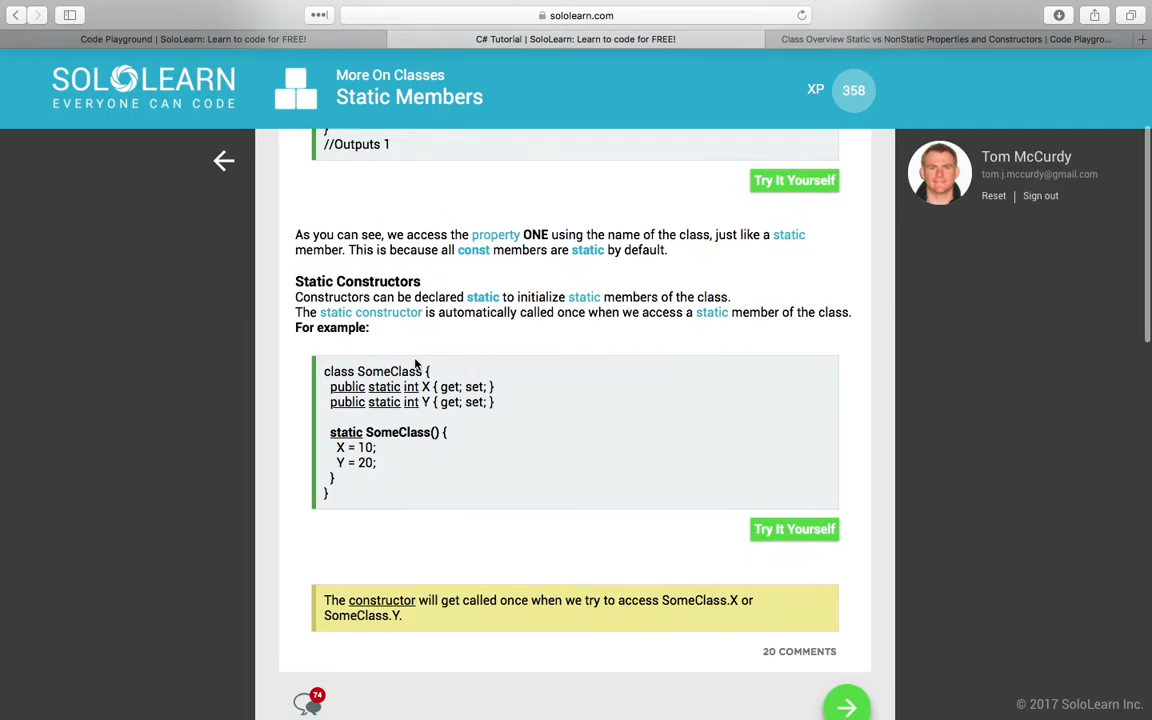 sololearn.com
Code Playground | SoloLearn: Learn to code for FREE!
C# Tutorial | SoloLearn: Learn to code for FREE!
Class Overview Static vs NonStatic Properties and Constructors | Code Playgro...
SOLOLEARN
EVERYONE CAN CODE
More On Classes
Static Members
XP
358
Tom McCurdy
tom.j.mccurdy@gmail.com
Reset | Sign out
}
//Outputs 1
Try It Yourself
As you can see, we access the property ONE using the name of the class, just like a static
member. This is because all const members are static by default.
Static Constructors
Constructors can be declared static to initialize static members of the class.
The static constructor is automatically called once when we access a static member of the class.
For example:
class SomeClass {
public static int X { get; set; }
public static int Y { get; set; }
static SomeClass() {
X = 10;
Y = 20;
}
}
Try It Yourself
The constructor will get called once when we try to access SomeClass.X or
SomeClass.Y.
20 COMMENTS
74
© 2017 SoloLearn Inc.